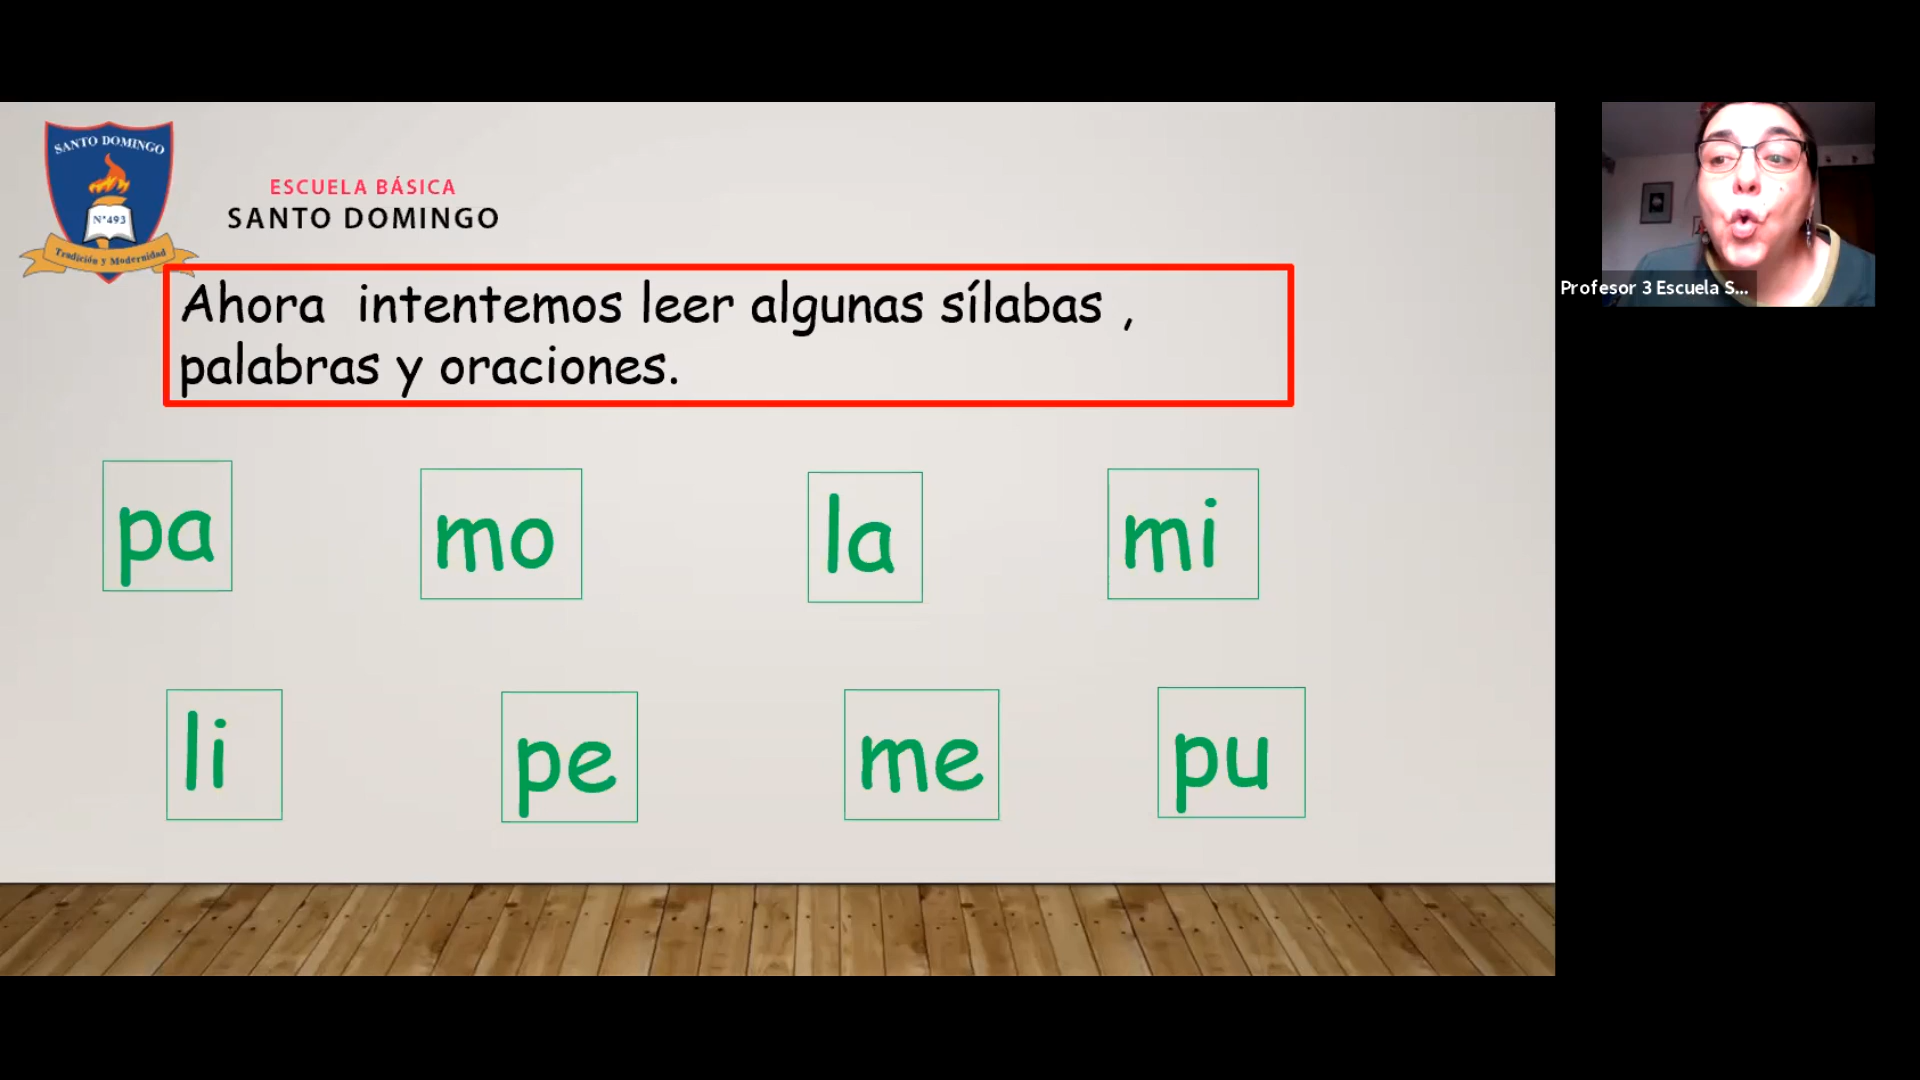 SANTO DOMINGO
N°493
Tradición y Modernidad
ESCUELA BÁSICA
SANTO DOMINGO
Ahora intentemos leer algunas sílabas ,
palabras y oraciones.
pa mo la mi
li pe me pu
Profesor 3 Escuela S...